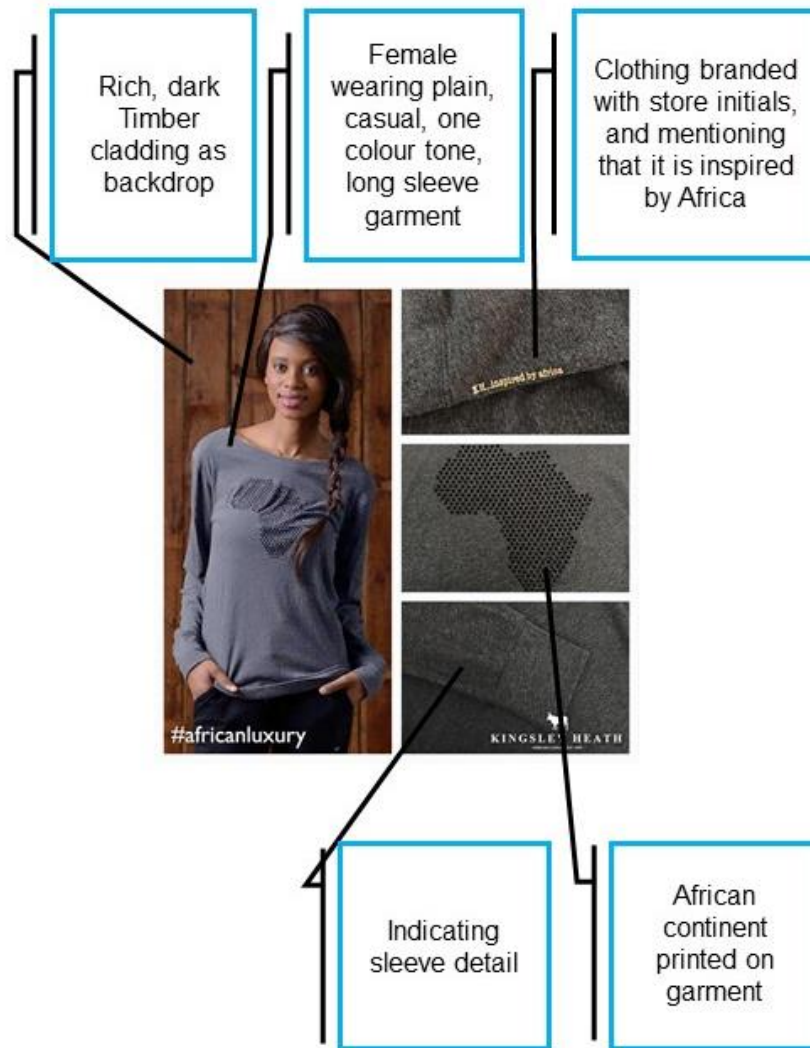 Rich, dark
Timber
cladding as
backdrop
Female
wearing plain,
casual, one
colour tone,
long sleeve
garment
Clothing branded
with store initials,
and mentioning
that it is inspired
by Africa
inspired by africa
#africanluxury
KINGSLEY HEATH
Indicating
sleeve detail
African
continent
printed on
garment